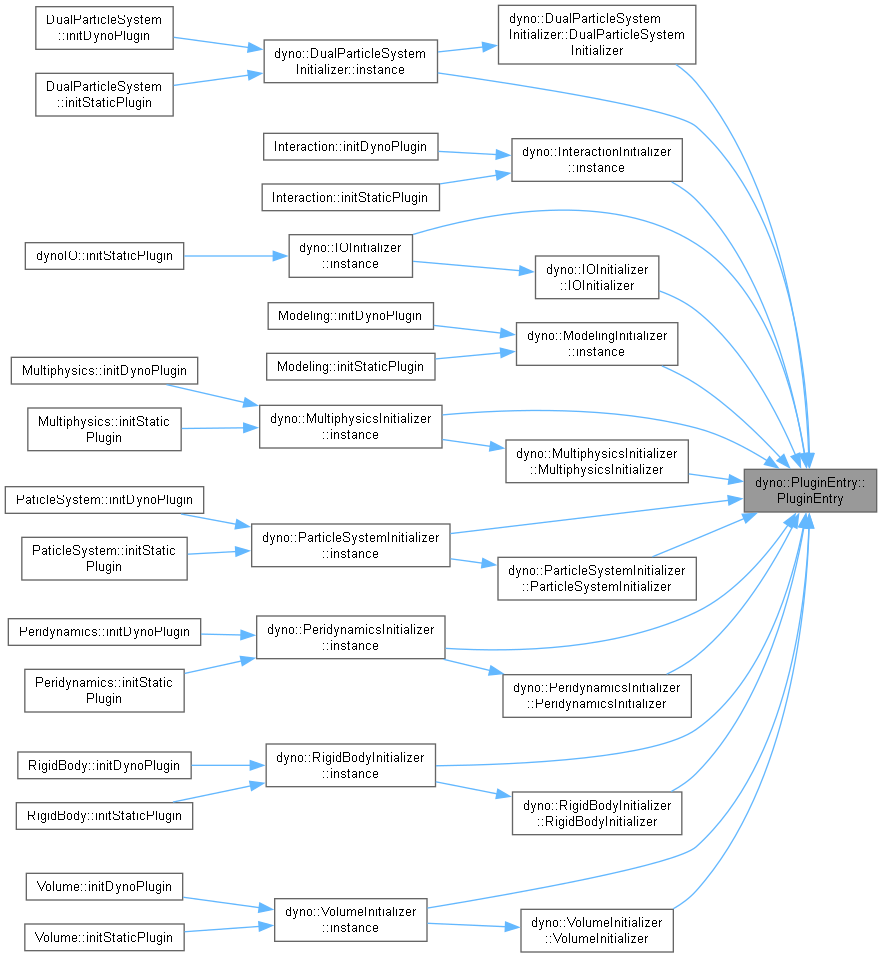 DualParticleSystem
::initDynoPlugin
DualParticleSystem
::initStaticPlugin
dyno::DualParticleSystem
Initializer::instance
dyno::DualParticleSystem
Initializer::DualParticleSystem
Initializer
Interaction::initDynoPlugin
Interaction::initStaticPlugin
dyno::InteractionInitializer
::instance
dynoIO::initStaticPlugin
dyno::IOInitializer
::instance
dyno::IOInitializer
::IOInitializer
Modeling::initDynoPlugin
Modeling::initStaticPlugin
dyno::ModelingInitializer
::instance
Multiphysics::initDynoPlugin
Multiphysics::initStatic
Plugin
dyno::MultiphysicsInitializer
::instance
dyno::MultiphysicsInitializer
::MultiphysicsInitializer
dyno::PluginEntry::
PluginEntry
PaticleSystem::initDynoPlugin
PaticleSystem::initStatic
Plugin
dyno::ParticleSystemInitializer
::instance
dyno::ParticleSystemInitializer
::ParticleSystemInitializer
Peridynamics::initDynoPlugin
Peridynamics::initStatic
Plugin
dyno::PeridynamicsInitializer
::instance
dyno::PeridynamicsInitializer
::PeridynamicsInitializer
RigidBody::initDynoPlugin
RigidBody::initStaticPlugin
dyno::RigidBodyInitializer
::instance
dyno::RigidBodyInitializer
::RigidBodyInitializer
Volume::initDynoPlugin
Volume::initStaticPlugin
dyno::VolumeInitializer
::instance
dyno::VolumeInitializer
::VolumeInitializer